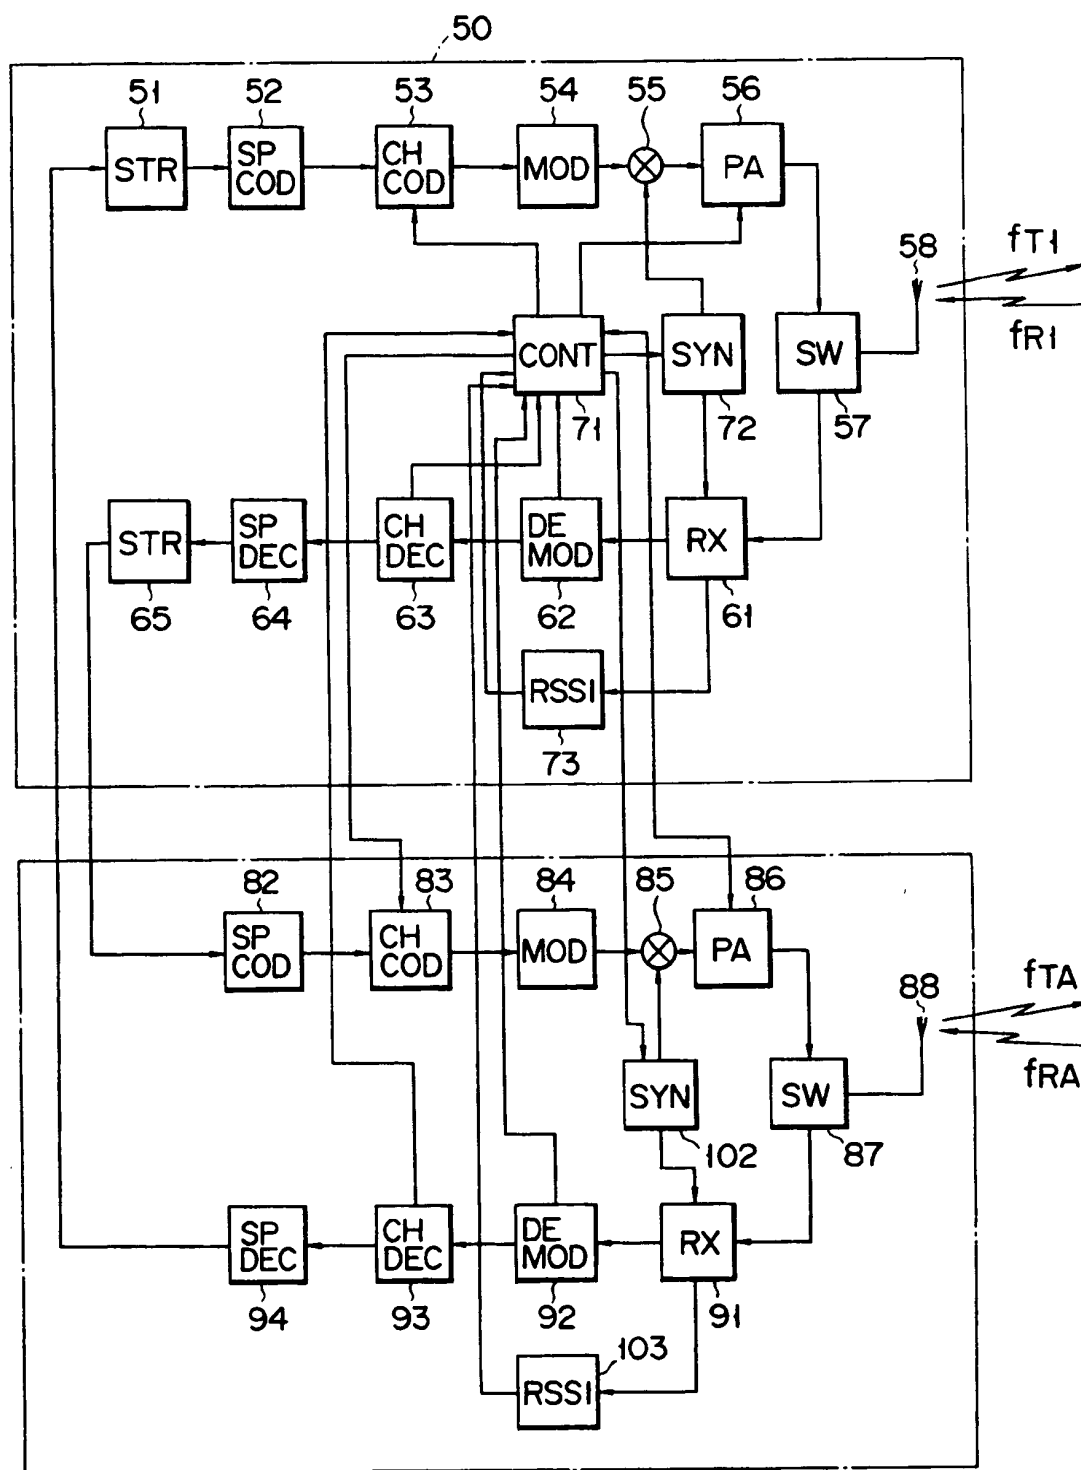 50
51 52 53 54 55 56
STR
SP
COD
CH
COD
MOD
PA
58
fT1
fR1
CONT
SYN
SW
71 72 57
STR
SP
DEC
CH
DEC
DE
MOD
RX
65 64 63 62 61
RSSI
73
82 83 84 85 86
SP
COD
CH
COD
MOD
PA
88
fTA
fRA
SYN
SW
102 87
SP
DEC
CH
DEC
DE
MOD
RX
94 93 92 91
103
RSSI